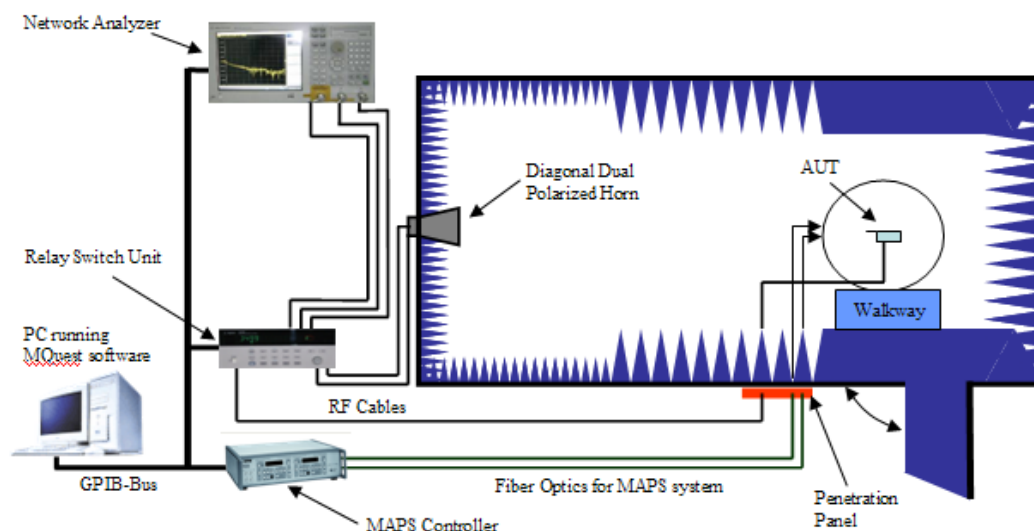 Network Analyzer
Diagonal Dual
Polarized Horn
AUT
Relay Switch Unit
Walkway
PC running
MQuest software
RF Cables
GPIB-Bus
Fiber Optics for MAPS system
Penetration
Panel
MAPS Controller